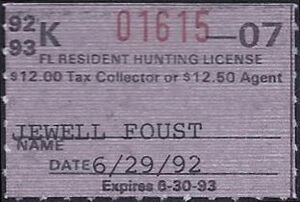 92 K 01615-07
93
FL RESIDENT HUNTING LICENSE
$12.00 Tax Collector or $12.50 Agent
JEWELL FOUST
NAME
DATE 6/29/92
Expires 6-30-93